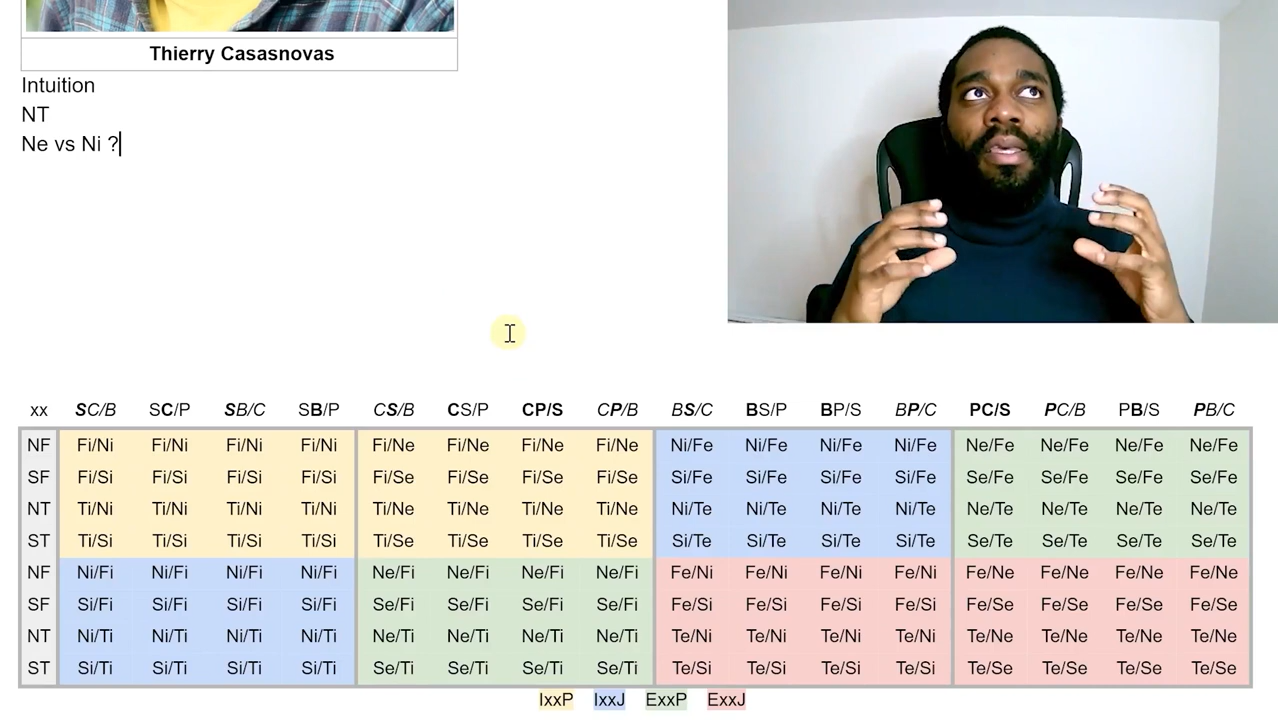 Thierry Casasnovas
Intuition
NT
Ne vs Ni ?
xx SC/B SC/P SB/C SB/P CS/B CS/P CP/S CP/B BS/C BS/P BP/S BP/C PC/S PC/B PB/S PB/C
NF Fi/Ni Fi/Ni Fi/Ni Fi/Ni Fi/Ne Fi/Ne Fi/Ne Fi/Ne Ni/Fe Ni/Fe Ni/Fe Ni/Fe Ne/Fe Ne/Fe Ne/Fe Ne/Fe
SF Fi/Si Fi/Si Fi/Si Fi/Si Fi/Se Fi/Se Fi/Se Fi/Se Si/Fe Si/Fe Si/Fe Si/Fe Se/Fe Se/Fe Se/Fe Se/Fe
NT Ti/Ni Ti/Ni Ti/Ni Ti/Ni Ti/Ne Ti/Ne Ti/Ne Ti/Ne Ni/Te Ni/Te Ni/Te Ni/Te Ne/Te Ne/Te Ne/Te Ne/Te
ST Ti/Si Ti/Si Ti/Si Ti/Si Ti/Se Ti/Se Ti/Se Ti/Se Si/Te Si/Te Si/Te Si/Te Se/Te Se/Te Se/Te Se/Te
NF Ni/Fi Ni/Fi Ni/Fi Ni/Fi Ne/Fi Ne/Fi Ne/Fi Ne/Fi Fe/Ni Fe/Ni Fe/Ni Fe/Ni Fe/Ne Fe/Ne Fe/Ne Fe/Ne
SF Si/Fi Si/Fi Si/Fi Si/Fi Se/Fi Se/Fi Se/Fi Se/Fi Fe/Si Fe/Si Fe/Si Fe/Si Fe/Se Fe/Se Fe/Se Fe/Se
NT Ni/Ti Ni/Ti Ni/Ti Ni/Ti Ne/Ti Ne/Ti Ne/Ti Ne/Ti Te/Ni Te/Ni Te/Ni Te/Ni Te/Ne Te/Ne Te/Ne Te/Ne
ST Si/Ti Si/Ti Si/Ti Si/Ti Se/Ti Se/Ti Se/Ti Se/Ti Te/Si Te/Si Te/Si Te/Si Te/Se Te/Se Te/Se Te/Se
IxxP IxxJ ExxP ExxJ